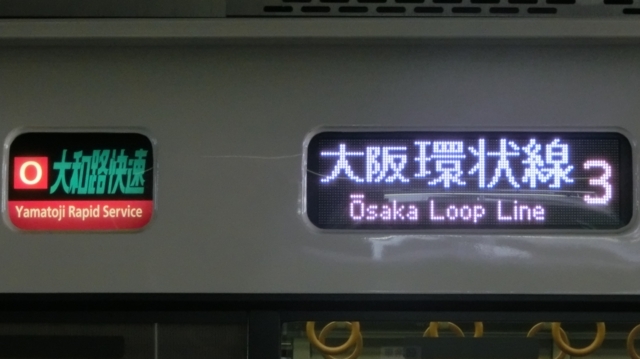 O 大和路快速
Yamatoji Rapid Service
大阪環状線 3
Ōsaka Loop Line